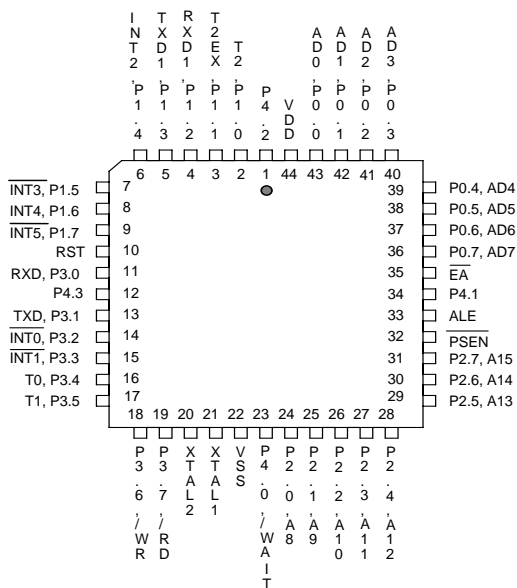 INT2, P1.4
TXD1, P1.3
RXD1, P1.2
T2EX, P1.1
T2, P1.0
P4.2
VDD
AD0, P0.0
AD1, P0.1
AD2, P0.2
AD3, P0.3
6 5 4 3 2 1 44 43 42 41 40
INT3, P1.5 7
INT4, P1.6 8
INT5, P1.7 9
RST 10
RXD, P3.0 11
P4.3 12
TXD, P3.1 13
INT0, P3.2 14
INT1, P3.3 15
T0, P3.4 16
T1, P3.5 17
39 P0.4, AD4
38 P0.5, AD5
37 P0.6, AD6
36 P0.7, AD7
35 EA
34 P4.1
33 ALE
32 PSEN
31 P2.7, A15
30 P2.6, A14
29 P2.5, A13
18 19 20 21 22 23 24 25 26 27 28
P3.6, /WR
P3.7, /RD
XTAL2
XTAL1
VSS
P4.0, /WAIT
P2.0, A8
P2.1, A9
P2.2, A10
P2.3, A11
P2.4, A12